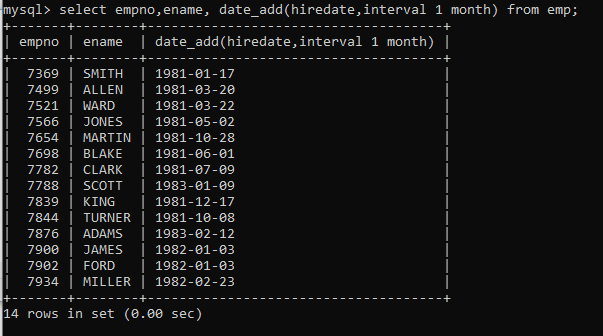 mysql> select empno,ename, date_add(hiredate,interval 1 month) from emp;
+-------+--------+-------------------------------------+
| empno | ename  | date_add(hiredate,interval 1 month) |
+-------+--------+-------------------------------------+
|  7369 | SMITH  | 1981-01-17                          |
|  7499 | ALLEN  | 1981-03-20                          |
|  7521 | WARD   | 1981-03-22                          |
|  7566 | JONES  | 1981-05-02                          |
|  7654 | MARTIN | 1981-10-28                          |
|  7698 | BLAKE  | 1981-06-01                          |
|  7782 | CLARK  | 1981-07-09                          |
|  7788 | SCOTT  | 1983-01-09                          |
|  7839 | KING   | 1981-12-17                          |
|  7844 | TURNER | 1981-10-08                          |
|  7876 | ADAMS  | 1983-02-12                          |
|  7900 | JAMES  | 1982-01-03                          |
|  7902 | FORD   | 1982-01-03                          |
|  7934 | MILLER | 1982-02-23                          |
+-------+--------+-------------------------------------+
14 rows in set (0.00 sec)